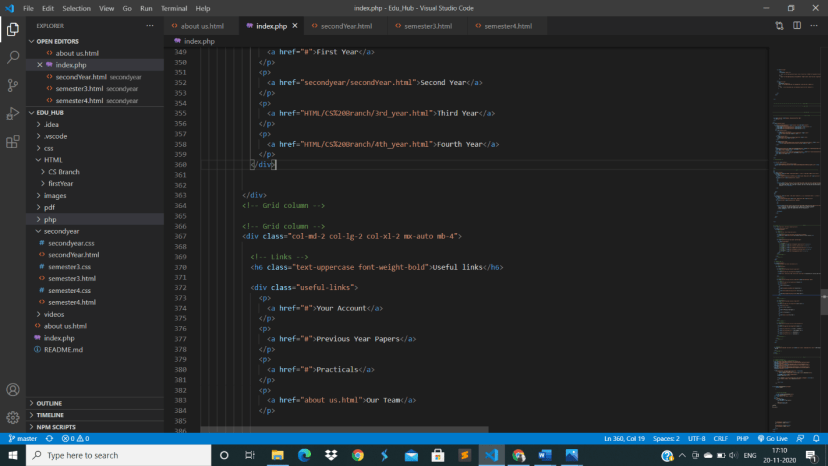 File Edit Selection View Go Run Terminal Help
index.php - Edu_Hub - Visual Studio Code
EXPLORER
about us.html
index.php
secondYear.html
semester3.html
semester4.html
OPEN EDITORS
about us.html
index.php
secondYear.html secondyear
semester3.html secondyear
semester4.html secondyear
EDU_HUB
.idea
.vscode
css
HTML
CS Branch
firstYear
images
pdf
php
secondyear
secondyear.css
secondYear.html
semester3.css
semester3.html
semester4.css
semester4.html
videos
about us.html
index.php
README.md
OUTLINE
TIMELINE
NPM SCRIPTS
index.php
349 <a href="#">First Year</a>
350 </p>
351 <p>
352 <a href="secondyear/secondYear.html">Second Year</a>
353 </p>
354 <p>
355 <a href="HTML/CS%20Branch/3rd_year.html">Third Year</a>
356 </p>
357 <p>
358 <a href="HTML/CS%20Branch/4th_year.html">Fourth Year</a>
359 </p>
360 </div>
361
362
363 </div>
364 <!-- Grid column -->
365
366 <!-- Grid column -->
367 <div class="col-md-2 col-lg-2 col-xl-2 mx-auto mb-4">
368
369 <!-- Links -->
370 <h6 class="text-uppercase font-weight-bold">Useful links</h6>
371
372 <div class="useful-links">
373 <p>
374 <a href="#">Your Account</a>
375 </p>
376 <p>
377 <a href="#">Previous Year Papers</a>
378 </p>
379 <p>
380 <a href="#">Practicals</a>
381 </p>
382 <p>
383 <a href="about us.html">Our Team</a>
384 </p>
385
386
master
0 0
Ln 360, Col 19 Spaces: 2 UTF-8 CRLF PHP Go Live
Type here to search
ENG
17:10
20-11-2020